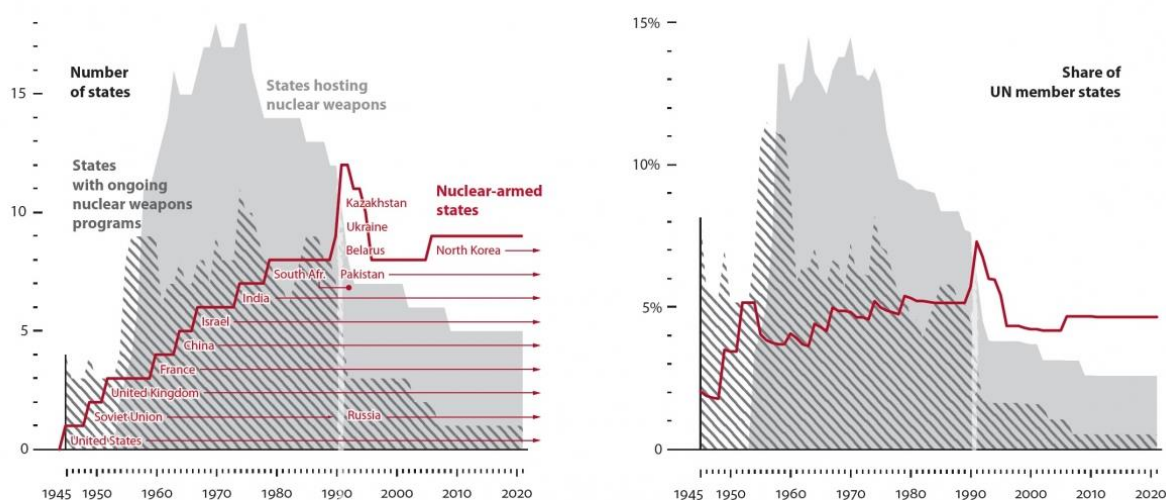 Number
of states
States hosting
nuclear weapons
States
with ongoing
nuclear weapons
programs
Nuclear-armed
states
Kazakhstan
Ukraine
Belarus
North Korea
South Afr.
Pakistan
India
Israel
China
France
United Kingdom
Soviet Union
Russia
United States
15
10
5
0
1945 1950 1960 1970 1980 1990 2000 2010 2020
Share of
UN member states
15%
10%
5%
0
1945 1950 1960 1970 1980 1990 2000 2010 2020